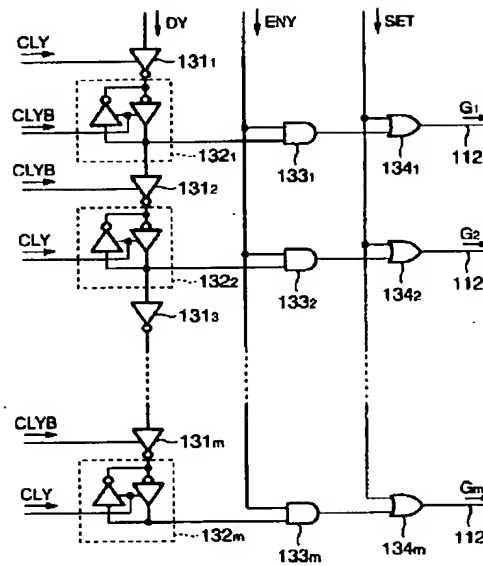 DY ENY SET
CLY 131₁
CLYB G₁
132₁ 133₁ 134₁ 112
CLYB 131₂
CLY G₂
132₂ 133₂ 134₂ 112
131₃
CLYB 131m
CLY Gm
132m 133m 134m 112